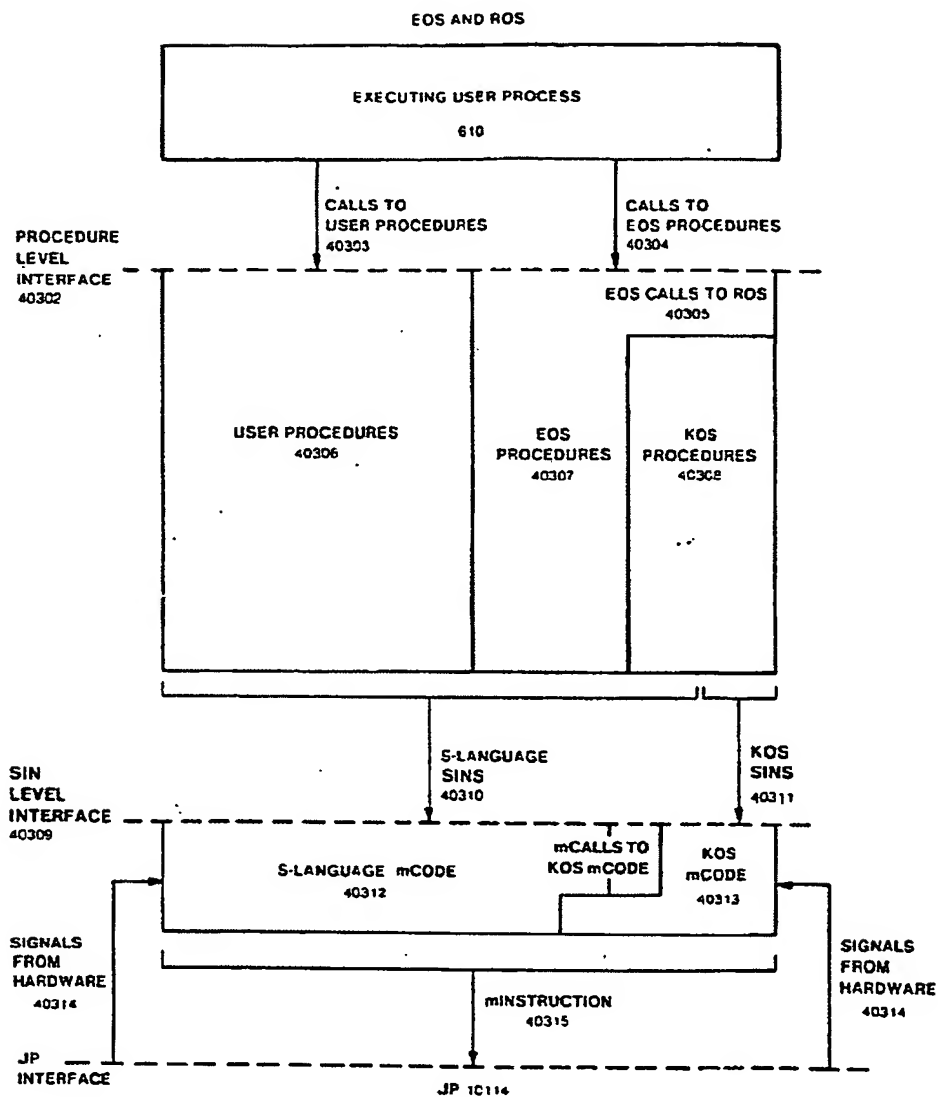 EOS AND ROS
EXECUTING USER PROCESS
610
CALLS TO
USER PROCEDURES
40303
CALLS TO
EOS PROCEDURES
40304
PROCEDURE
LEVEL
INTERFACE
40302
EOS CALLS TO ROS
40305
USER PROCEDURES
40306
EOS
PROCEDURES
40307
KOS
PROCEDURES
40308
S-LANGUAGE
SINS
40310
KOS
SINS
40311
SIN
LEVEL
INTERFACE
40309
S-LANGUAGE mCODE
40312
mCALLS TO
KOS mCODE
KOS
mCODE
40313
SIGNALS
FROM
HARDWARE
40314
mINSTRUCTION
40315
SIGNALS
FROM
HARDWARE
40314
JP
INTERFACE
JP 10114